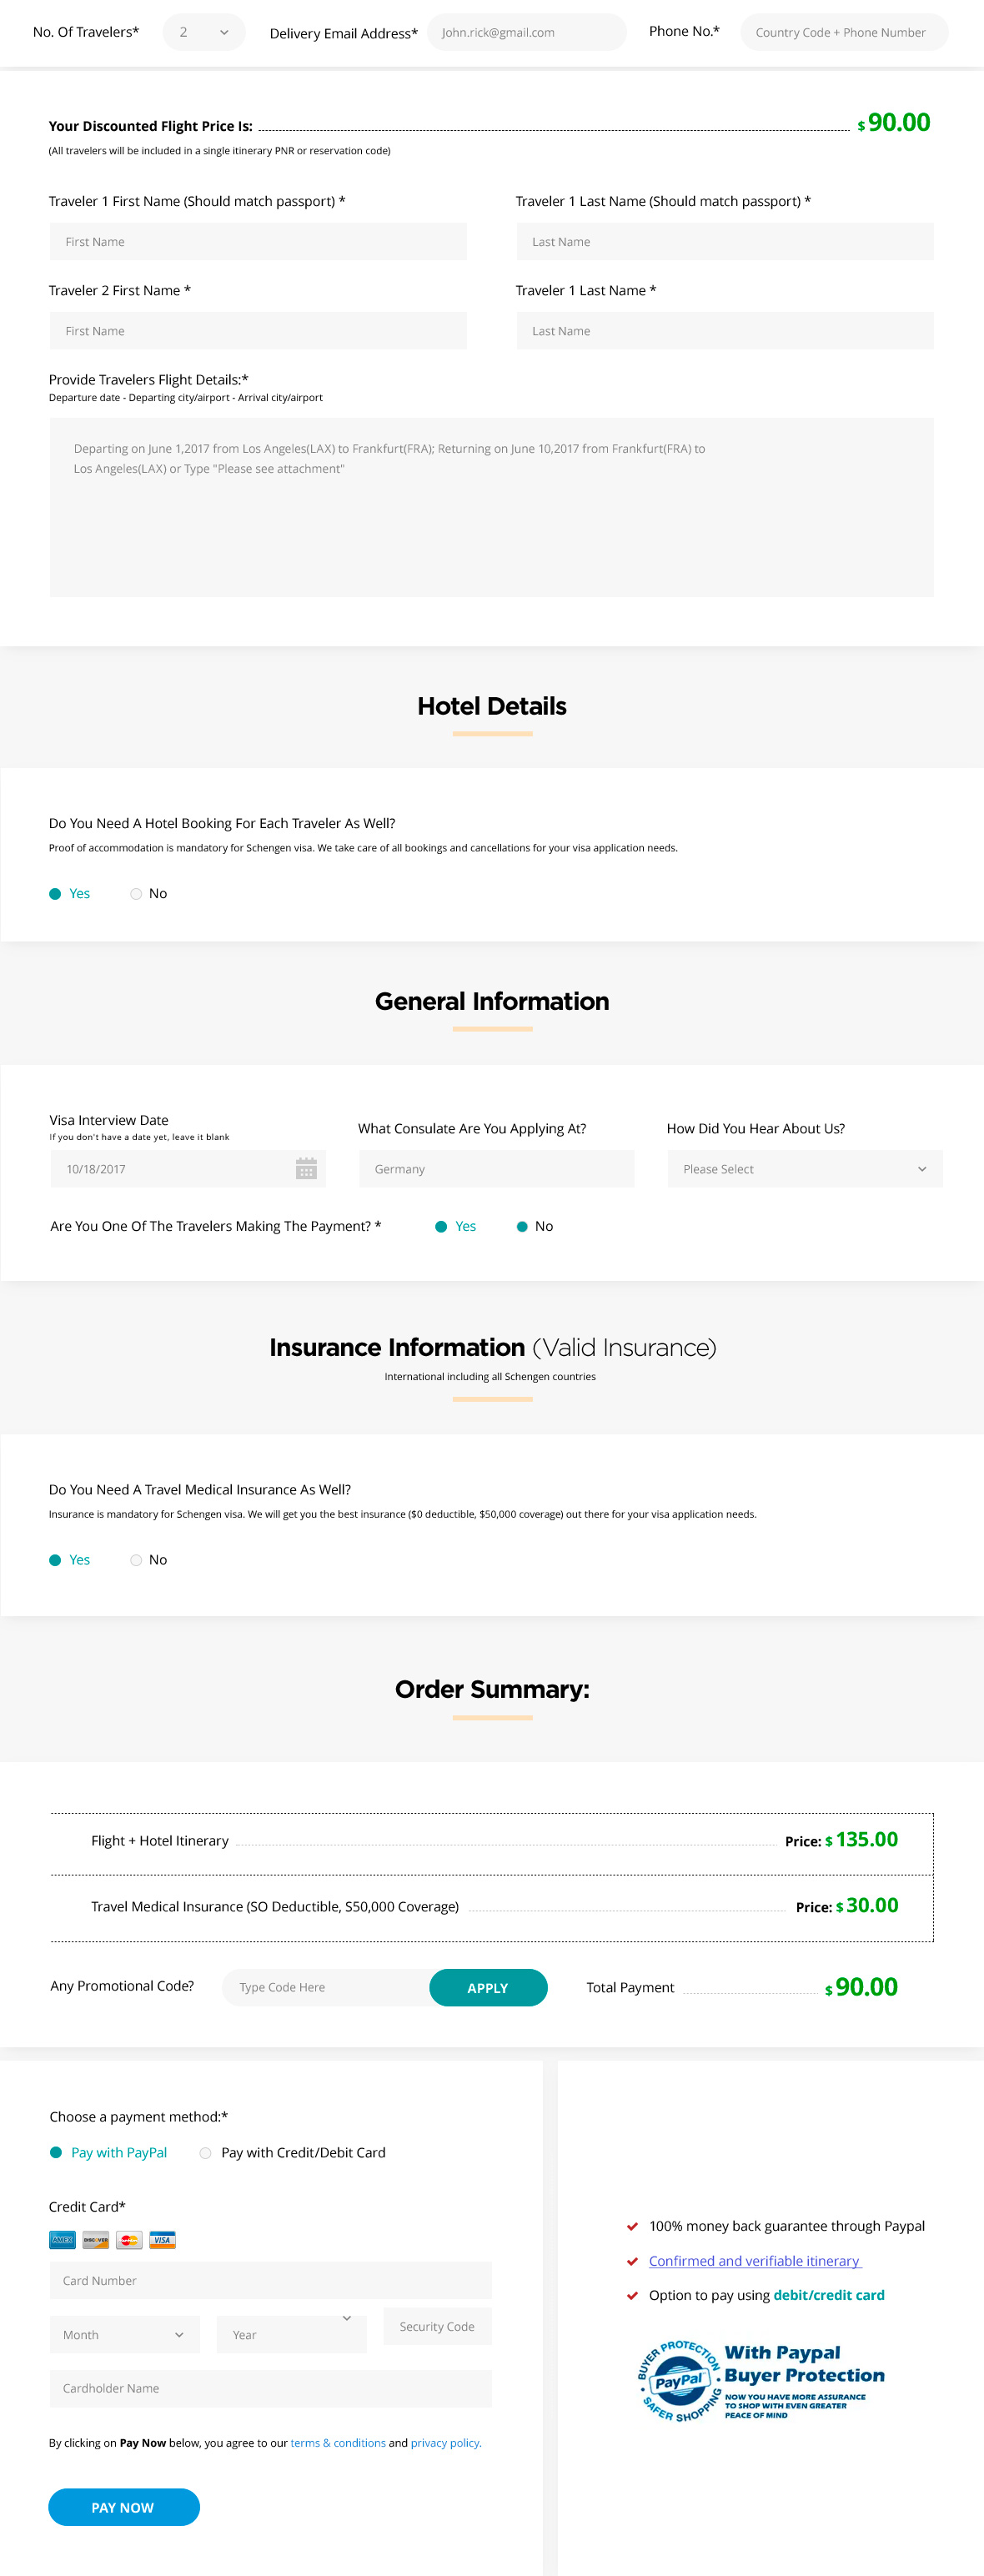 No. Of Travelers*
2
Delivery Email Address*
John.rick@gmail.com
Phone No.*
Country Code + Phone Number
Your Discounted Flight Price Is:
$ 90.00
(All travelers will be included in a single itinerary PNR or reservation code)
Traveler 1 First Name (Should match passport) *
Traveler 1 Last Name (Should match passport) *
First Name
Last Name
Traveler 2 First Name *
Traveler 1 Last Name *
First Name
Last Name
Provide Travelers Flight Details:*
Departure date - Departing city/airport - Arrival city/airport
Departing on June 1,2017 from Los Angeles(LAX) to Frankfurt(FRA); Returning on June 10,2017 from Frankfurt(FRA) to
Los Angeles(LAX) or Type "Please see attachment"
Hotel Details
Do You Need A Hotel Booking For Each Traveler As Well?
Proof of accommodation is mandatory for Schengen visa. We take care of all bookings and cancellations for your visa application needs.
Yes
No
General Information
Visa Interview Date
If you don't have a date yet, leave it blank
What Consulate Are You Applying At?
How Did You Hear About Us?
10/18/2017
Germany
Please Select
Are You One Of The Travelers Making The Payment? *
Yes
No
Insurance Information (Valid Insurance)
International including all Schengen countries
Do You Need A Travel Medical Insurance As Well?
Insurance is mandatory for Schengen visa. We will get you the best insurance ($0 deductible, $50,000 coverage) out there for your visa application needs.
Yes
No
Order Summary:
Flight + Hotel Itinerary
Price: $ 135.00
Travel Medical Insurance (SO Deductible, S50,000 Coverage)
Price: $ 30.00
Any Promotional Code?
Type Code Here
APPLY
Total Payment
$ 90.00
Choose a payment method:*
Pay with PayPal
Pay with Credit/Debit Card
Credit Card*
AMEX
DISCOVER
MasterCard
VISA
Card Number
Month
Year
Security Code
Cardholder Name
By clicking on Pay Now below, you agree to our terms & conditions and privacy policy.
PAY NOW
100% money back guarantee through Paypal
Confirmed and verifiable itinerary
Option to pay using debit/credit card
BUYER PROTECTION
PayPal
SAFER SHOPPING
With Paypal
Buyer Protection
NOW YOU HAVE MORE ASSURANCE
TO SHOP WITH EVEN GREATER
PEACE OF MIND